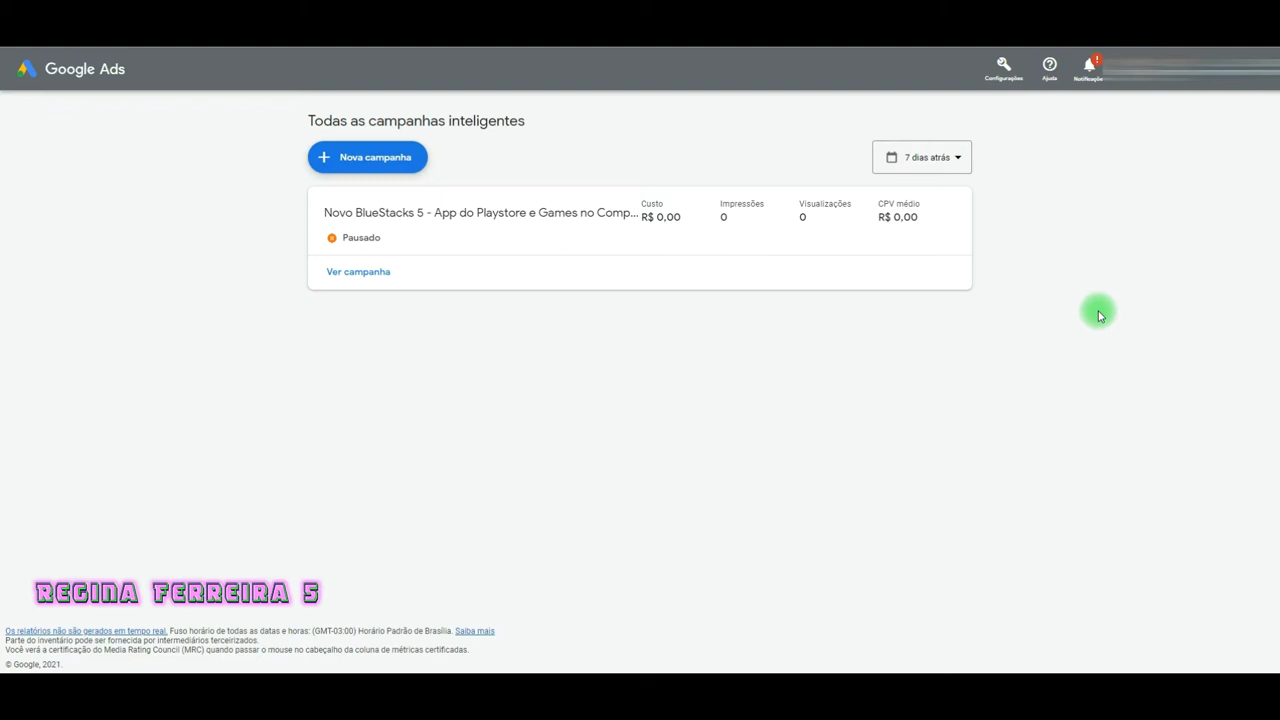 Google Ads
Configurações
Ajuda
Notificaçõe
Todas as campanhas inteligentes
Nova campanha
7 dias atrás
Novo BlueStacks 5 - App do Playstore e Games no Comp...
Custo
R$ 0,00
Impressões
0
Visualizações
0
CPV médio
R$ 0,00
Pausado
Ver campanha
REGINA FERREIRA 5
Os relatórios não são gerados em tempo real. Fuso horário de todas as datas e horas: (GMT-03:00) Horário Padrão de Brasília. Saiba mais
Parte do inventário pode ser fornecida por intermediários terceirizados.
Você verá a certificação do Media Rating Council (MRC) quando passar o mouse no cabeçalho da coluna de métricas certificadas.
© Google, 2021.